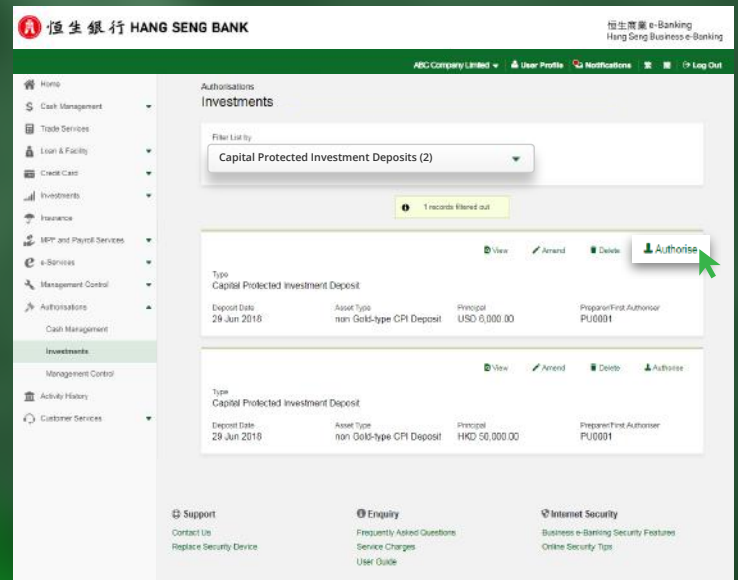 恒生銀行 HANG SENG BANK
恒生商業 e-Banking
Hang Seng Business e-Banking
ABC Company Limited
User Profile
Notifications
繁
簡
Log Out
Home
Cash Management
Trade Services
Loan & Facility
Credit Card
Investments
Insurance
MPF and Payroll Services
e-Services
Management Control
Authorisations
Cash Management
Investments
Management Control
Activity History
Customer Services
Authorisations
Investments
Filter List by
Capital Protected Investment Deposits (2)
1 records filtered out
View Amend Delete Authorise
Type
Capital Protected Investment Deposit
Deposit Date Asset Type Principal Preparer/First Authoriser
29 Jun 2018 non Gold-type CPI Deposit USD 6,000.00 PU0001
View Amend Delete Authorise
Type
Capital Protected Investment Deposit
Deposit Date Asset Type Principal Preparer/First Authoriser
29 Jun 2018 non Gold-type CPI Deposit HKD 50,000.00 PU0001
Support Enquiry Internet Security
Contact Us Frequently Asked Questions Business e-Banking Security Features
Replace Security Device Service Charges Online Security Tips
User Guide